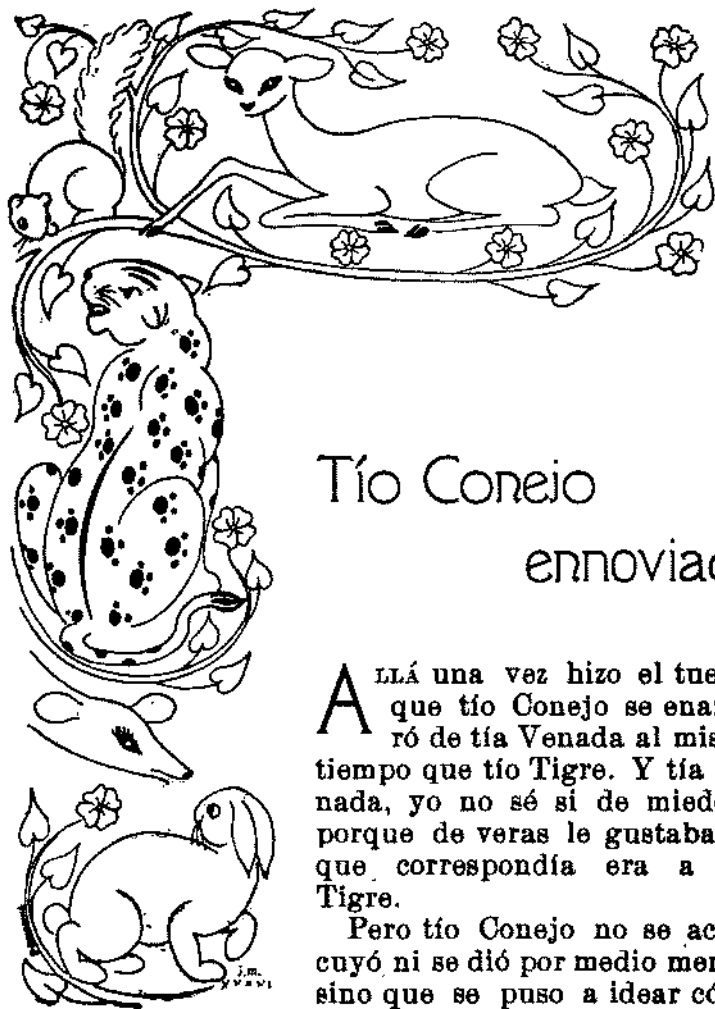 Tío Conejo
ennovia
ALLÁ una vez hizo el tue
que tío Conejo se ena
ró de tía Venada al mis
tiempo que tío Tigre. Y tía
nada, yo no sé si de mied
porque de veras le gustaba
que correspondía era a
Tigre.
Pero tío Conejo no se ac
cuyó ni se dió por medio me
sino que se puso a idear có
j.m.